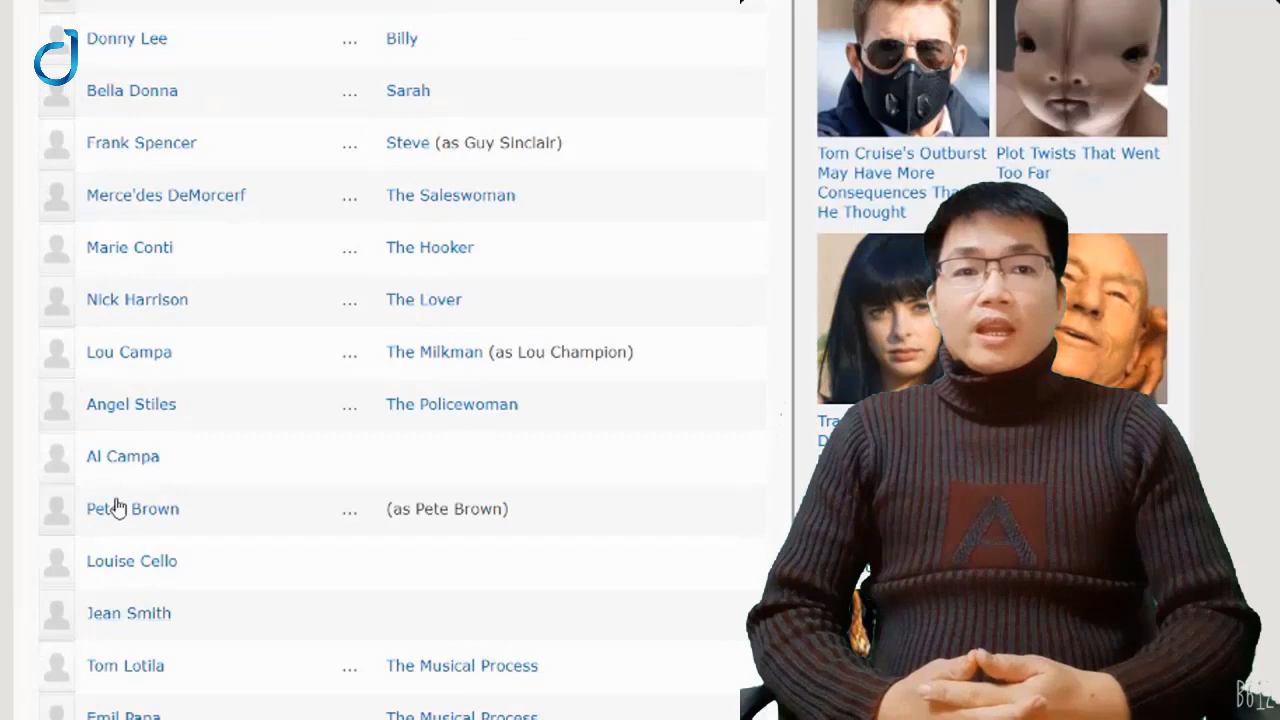 Donny Lee ... Billy
Bella Donna ... Sarah
Frank Spencer ... Steve (as Guy Sinclair)
Merce'des DeMorcerf ... The Saleswoman
Marie Conti ... The Hooker
Nick Harrison ... The Lover
Lou Campa ... The Milkman (as Lou Champion)
Angel Stiles ... The Policewoman
Al Campa
Pete Brown ... (as Pete Brown)
Louise Cello
Jean Smith
Tom Lotila ... The Musical Process
Emil Papa The Musical Process
Tom Cruise's Outburst
May Have More
Consequences
He Thought
Plot Twists That Went
Too Far
A